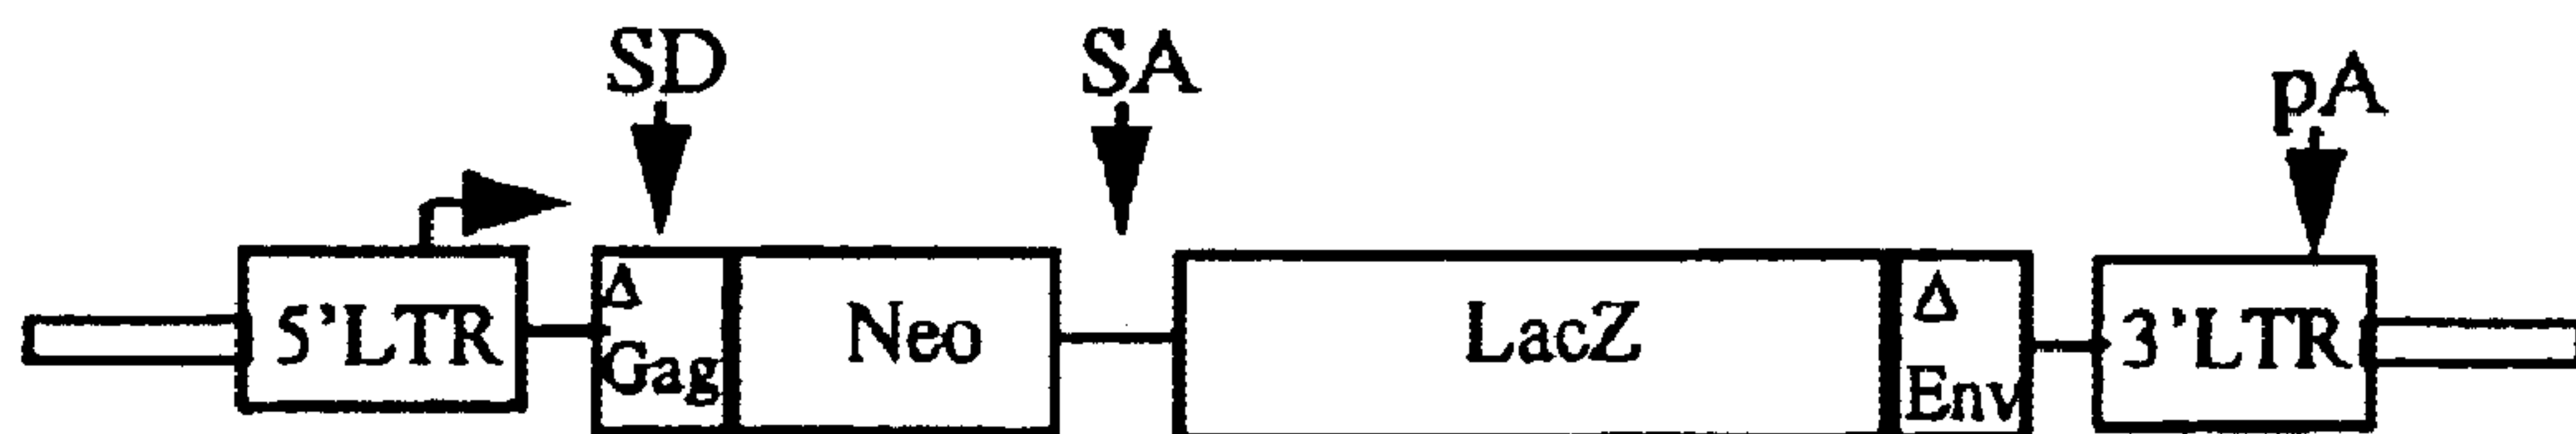 SD
SA
pA
5'LTR
Δ
Gag
Neo
LacZ
Δ
Env
3'LTR